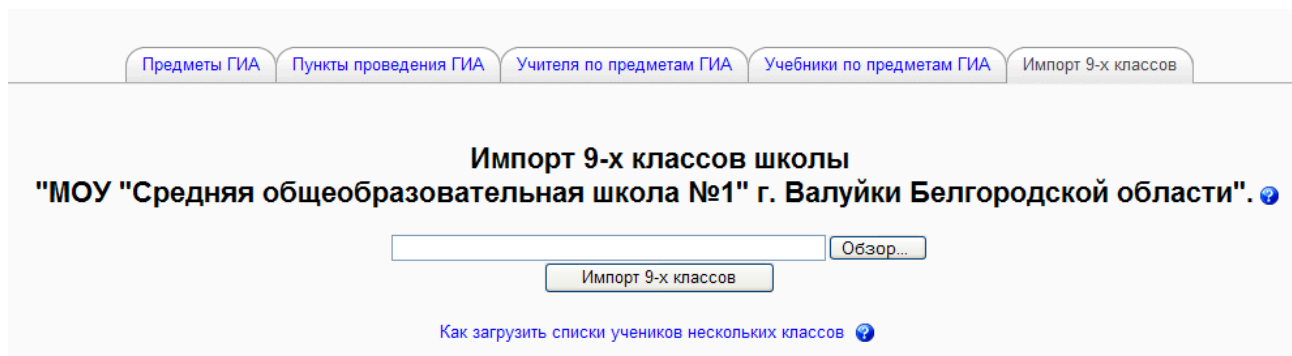 Предметы ГИА Пункты проведения ГИА Учителя по предметам ГИА Учебники по предметам ГИА Импорт 9-х классов
Импорт 9-х классов школы
"МОУ "Средняя общеобразовательная школа №1" г. Валуйки Белгородской области".
Обзор...
Импорт 9-х классов
Как загрузить списки учеников нескольких классов